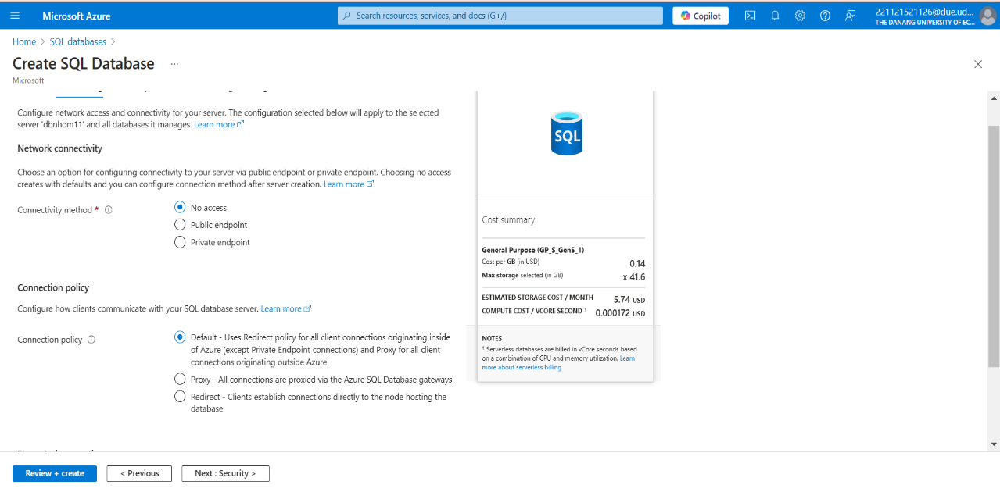 Microsoft Azure
Search resources, services, and docs (G+/)
Copilot
221121521126@due.ud...
THE DANANG UNIVERSITY OF EC...
Home > SQL databases >
Create SQL Database ...
Microsoft
Configure network access and connectivity for your server. The configuration selected below will apply to the selected
server 'dbnhom11' and all databases it manages. Learn more
Network connectivity
Choose an option for configuring connectivity to your server via public endpoint or private endpoint. Choosing no access
creates with defaults and you can configure connection method after server creation. Learn more
Connectivity method *
No access
Public endpoint
Private endpoint
Connection policy
Configure how clients communicate with your SQL database server. Learn more
Connection policy
Default - Uses Redirect policy for all client connections originating inside
of Azure (except Private Endpoint connections) and Proxy for all client
connections originating outside Azure
Proxy - All connections are proxied via the Azure SQL Database gateways
Redirect - Clients establish connections directly to the node hosting the
database
SQL
Cost summary
General Purpose (GP_S_Gen5_1)
Cost per GB (in USD) 0.14
Max storage selected (in GB) x 41.6
ESTIMATED STORAGE COST / MONTH 5.74 USD
COMPUTE COST / VCORE SECOND ¹ 0.000172 USD
NOTES
¹ Serverless databases are billed in vCore seconds based
on a combination of CPU and memory utilization. Learn
more about serverless billing
Review + create
< Previous
Next : Security >